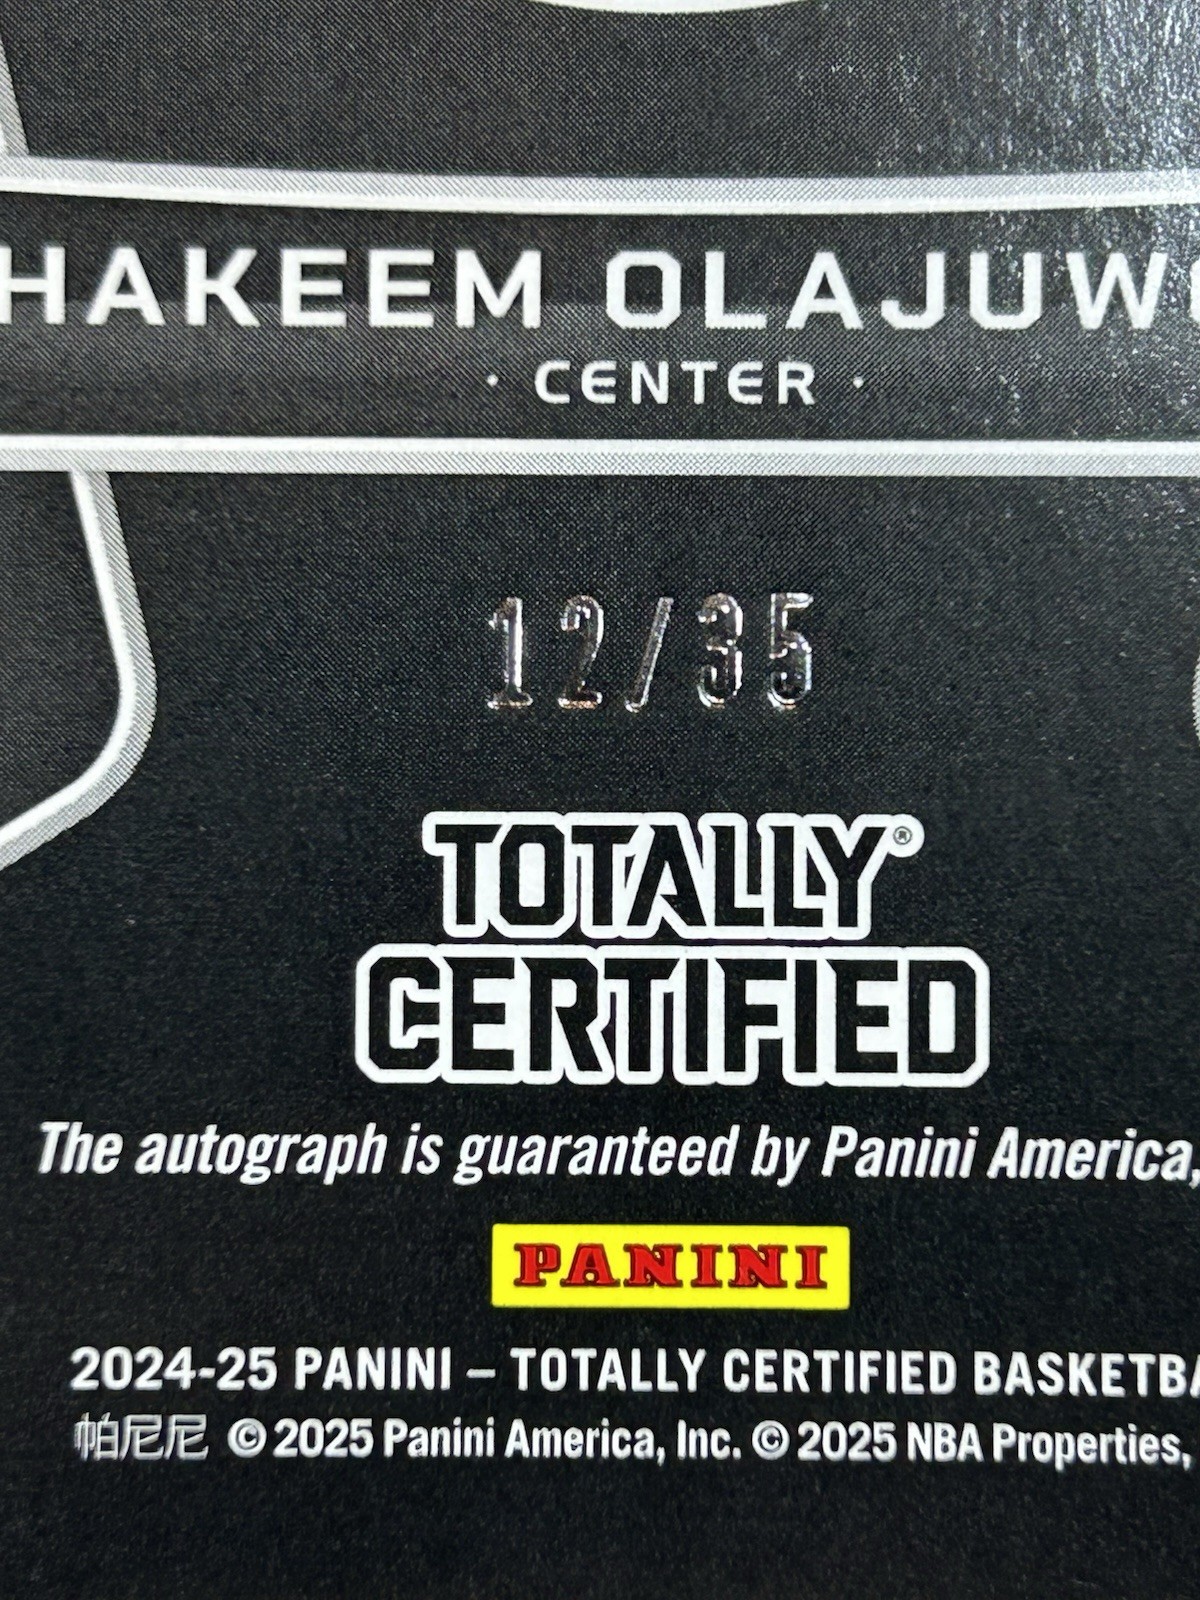 HAKEEM OLAJUW
· CENTER ·
12/35
TOTALLY®
CERTIFIED
The autograph is guaranteed by Panini America,
PANINI
2024-25 PANINI – TOTALLY CERTIFIED BASKETBA
帕尼尼 © 2025 Panini America, Inc. © 2025 NBA Properties,